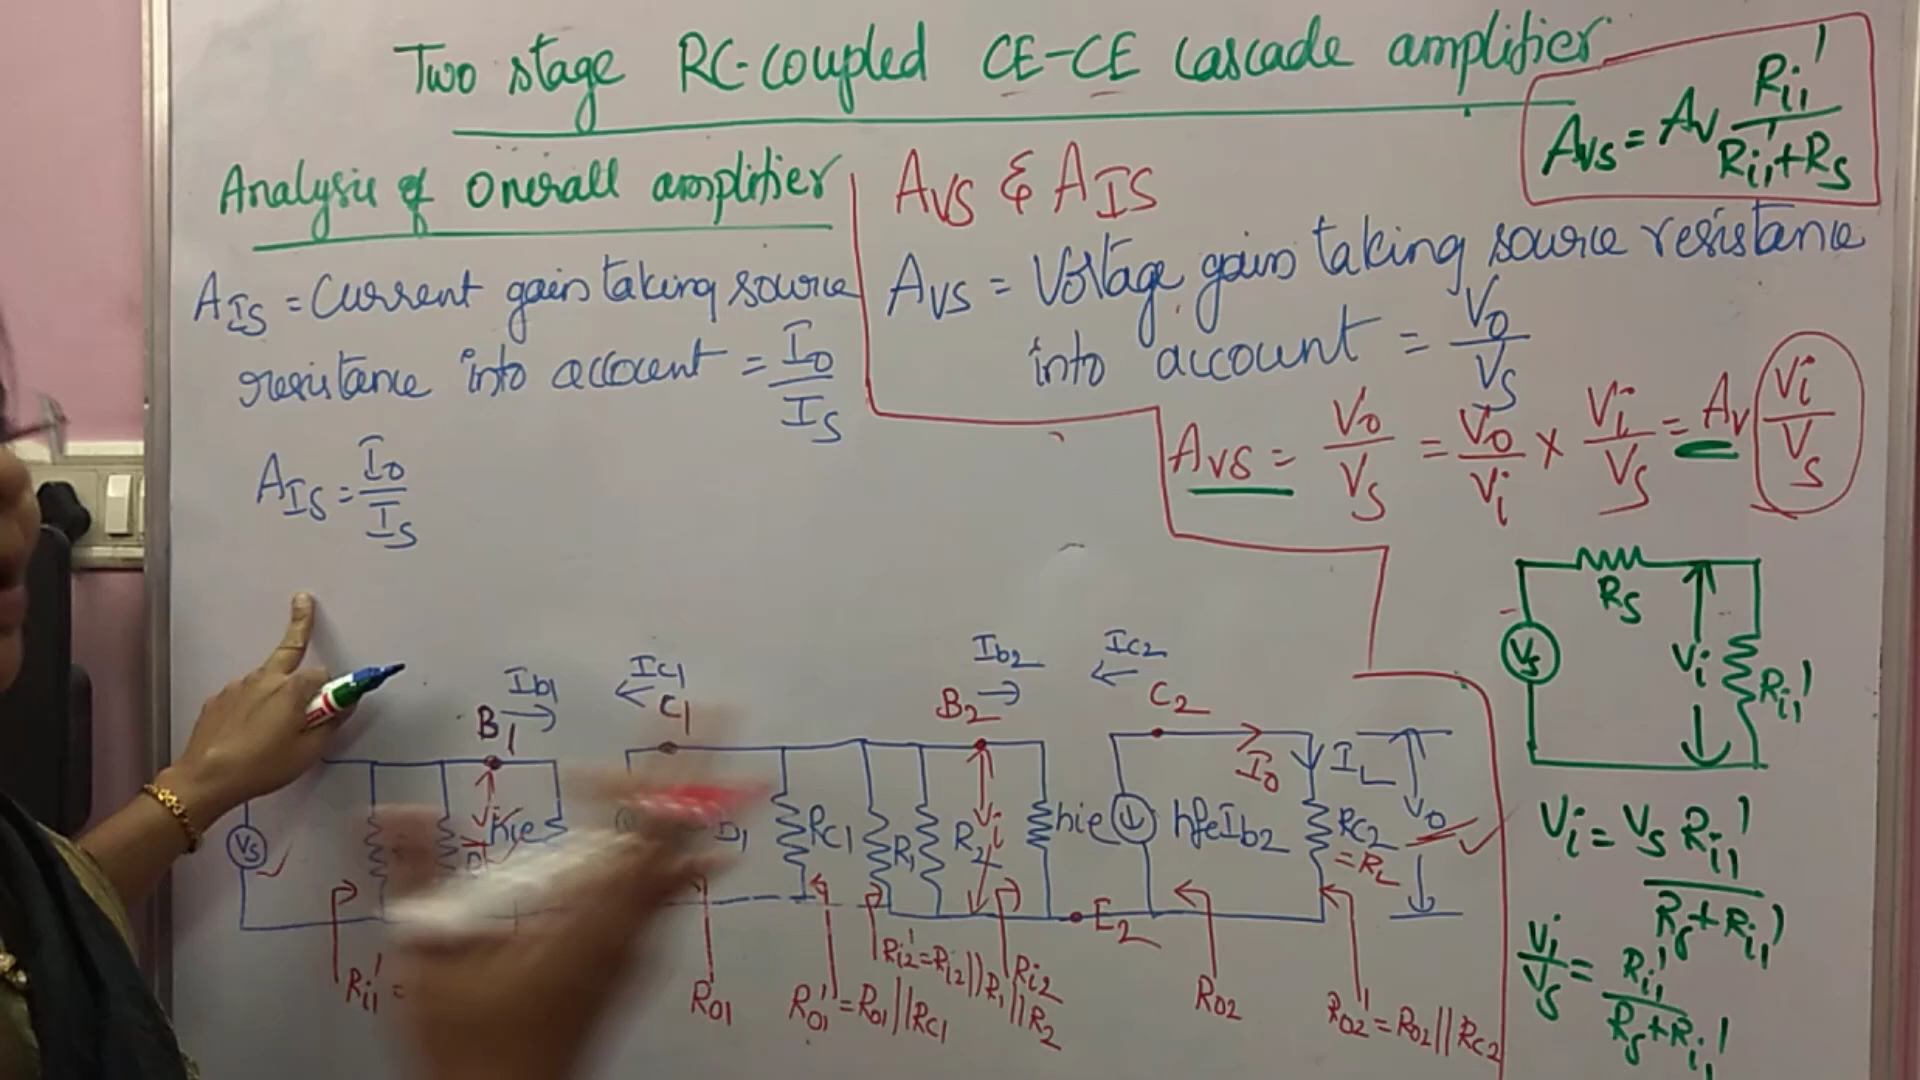 Two stage RC-coupled CE-CE cascade amplifier
Avs = Av Ri1' / Ri1'+Rs
Analysis of Overall amplifier
AIS = Current gain taking source
resistance into account = Io / Is
AIS = Io / Is
AVS & AIS
AVS = Voltage gain taking source resistance
into account = Vo / Vs
AVS = Vo / Vs = Vo / Vi × Vi / Vs = Av Vi / Vs
Rs
Vs
Vi
Ri1'
Vi = Vs Ri1' / Rs + Ri1'
Vi / Vs = Ri1' / Rs + Ri1'
Ib1
Ic1
Ib2
Ic2
B1
C1
B2
C2
Io
IL
Vs
hie
RC1
R1
R2
Vi
hie
hfeIb2
RC2
= RL
Vo
E2
Ri1' =
Ro1
Ro1' = Ro1 || RC1
Ri2' = Ri2 || R1 || R2
Ri2
Ro2
Ro2' = Ro2 || RC2